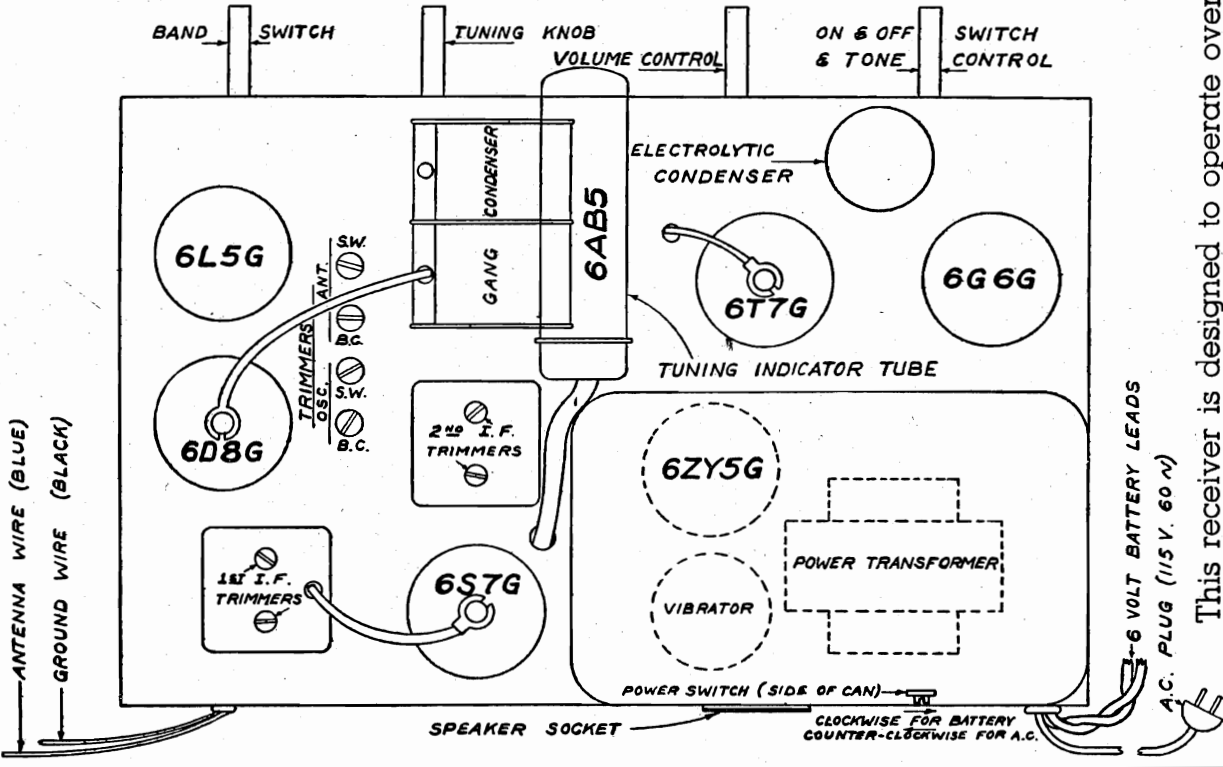 BAND SWITCH
TUNING KNOB
VOLUME CONTROL
ON & OFF SWITCH
& TONE CONTROL
ELECTROLYTIC
CONDENSER
GANG CONDENSER
6AB5
6L5G
6T7G
6G6G
TRIMMERS
ANT.
S.W.
B.C.
OSC.
S.W.
B.C.
TUNING INDICATOR TUBE
6D8G
2ND I.F.
TRIMMERS
6ZY5G
POWER TRANSFORMER
VIBRATOR
1ST I.F.
TRIMMERS
6S7G
POWER SWITCH (SIDE OF CAN)
SPEAKER SOCKET
CLOCKWISE FOR BATTERY
COUNTER-CLOCKWISE FOR A.C.
ANTENNA WIRE (BLUE)
GROUND WIRE (BLACK)
6 VOLT BATTERY LEADS
A.C. PLUG (115 V. 60 ~)
This receiver is designed to operate over